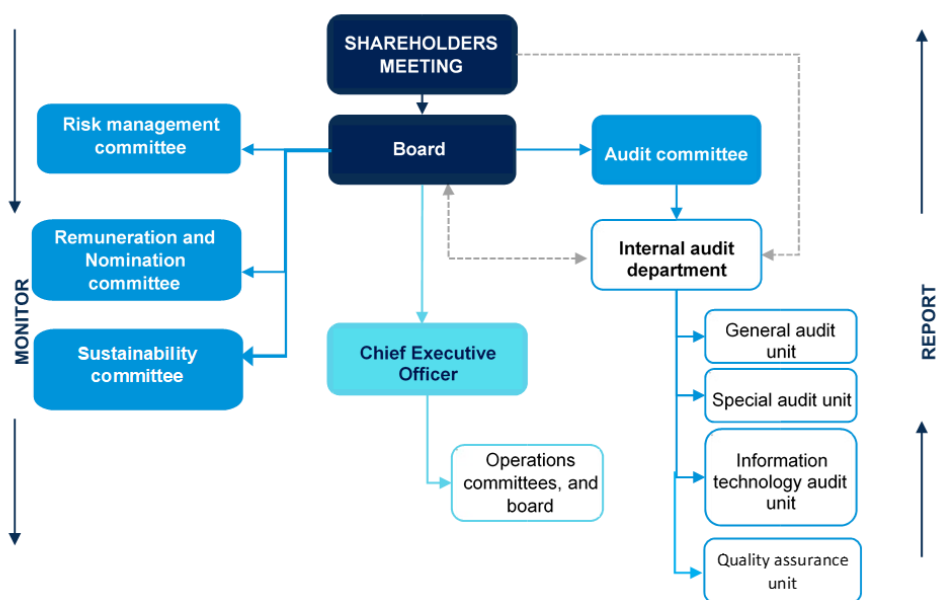 SHAREHOLDERS
MEETING
Risk management
committee
Board
Audit committee
Remuneration and
Nomination
committee
Internal audit
department
MONITOR
REPORT
General audit
unit
Sustainability
committee
Chief Executive
Officer
Special audit unit
Operations
committees, and
board
Information
technology audit
unit
Quality assurance
unit